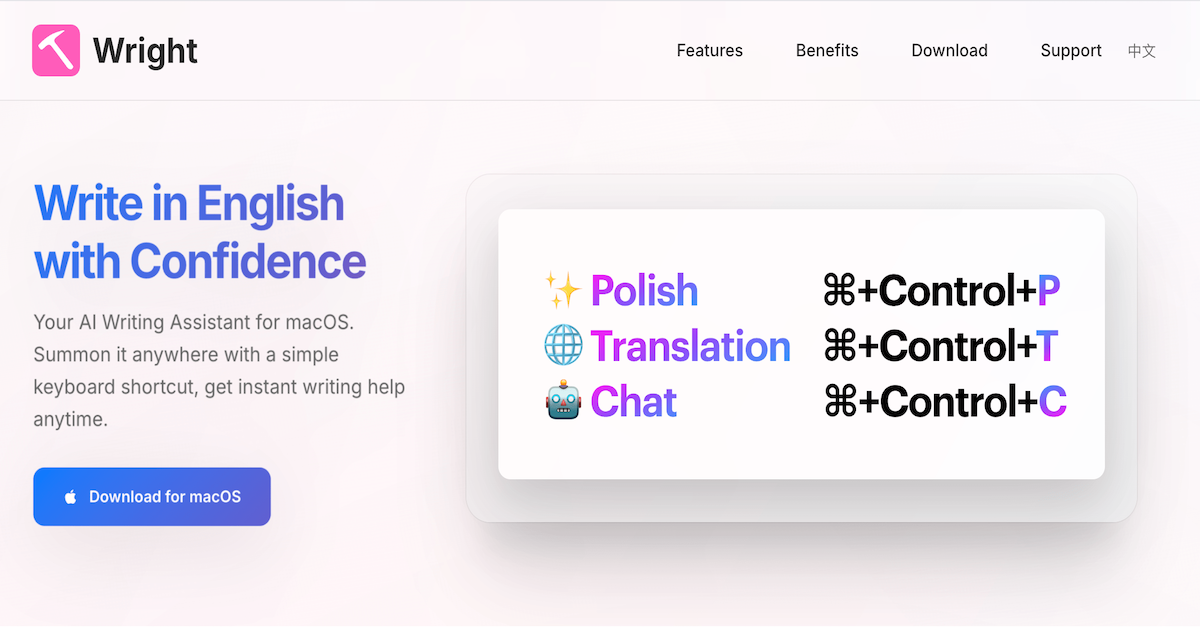 Wright
Features Benefits Download Support 中文
Write in English
with Confidence
Your AI Writing Assistant for macOS.
Summon it anywhere with a simple
keyboard shortcut, get instant writing help
anytime.
Download for macOS
✨ Polish ⌘+Control+P
🌐 Translation ⌘+Control+T
🤖 Chat ⌘+Control+C